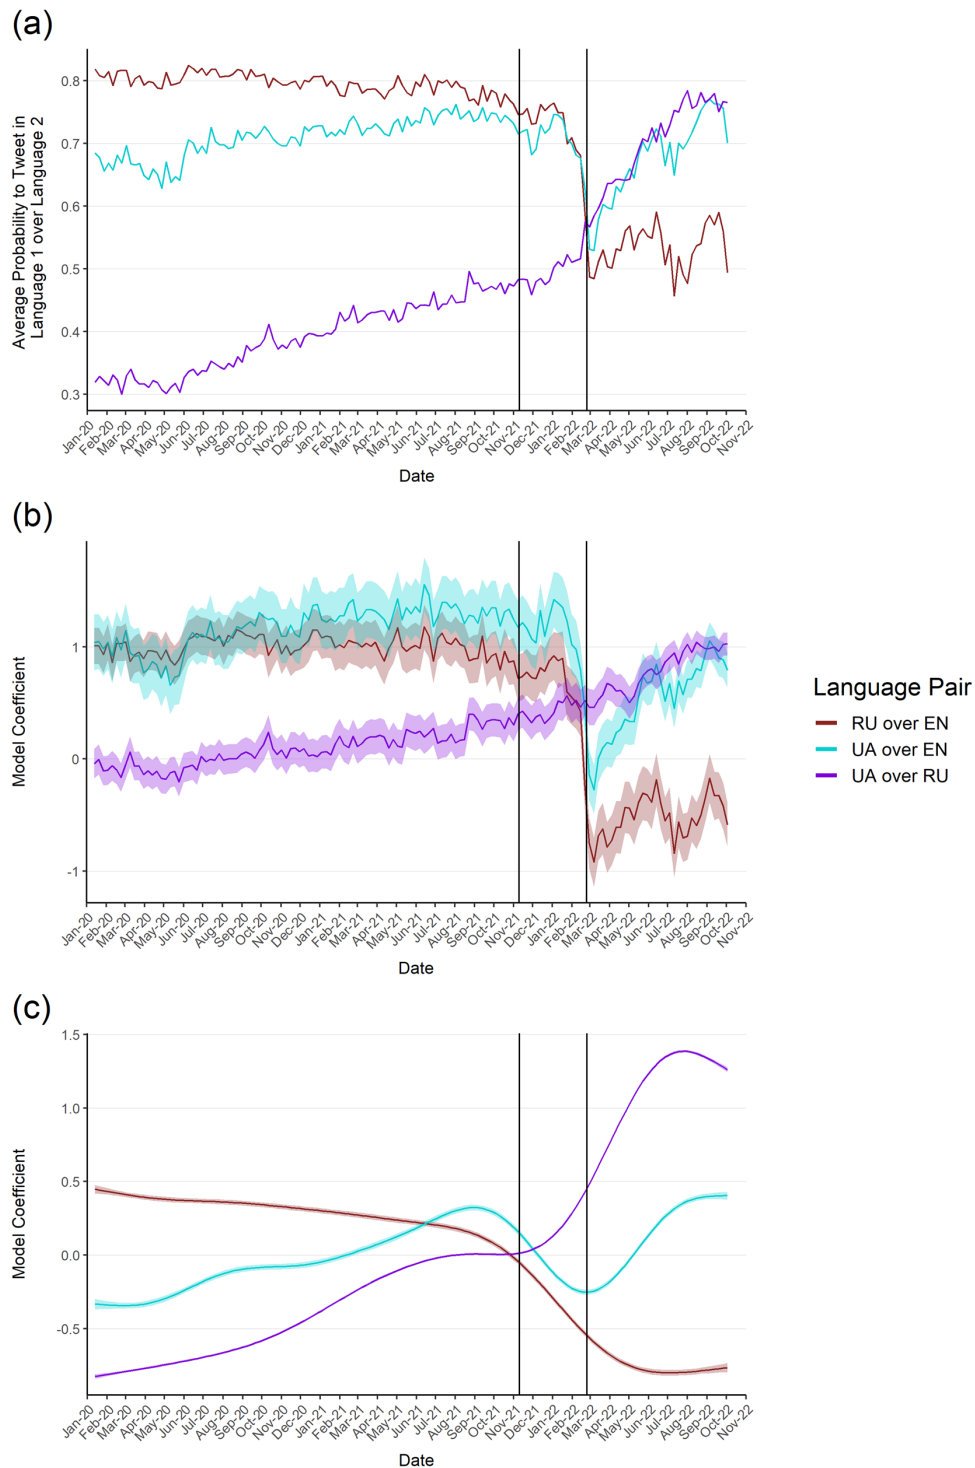 (a)
Average Probability to Tweet in
Language 1 over Language 2
0.8
0.7
0.6
0.5
0.4
0.3
Jan-20 Feb-20 Mar-20 Apr-20 May-20 Jun-20 Jul-20 Aug-20 Sep-20 Oct-20 Nov-20 Dec-20 Jan-21 Feb-21 Mar-21 Apr-21 May-21 Jun-21 Jul-21 Aug-21 Sep-21 Oct-21 Nov-21 Dec-21 Jan-22 Feb-22 Mar-22 Apr-22 May-22 Jun-22 Jul-22 Aug-22 Sep-22 Oct-22 Nov-22
Date
(b)
Model Coefficient
1
0
-1
Jan-20 Feb-20 Mar-20 Apr-20 May-20 Jun-20 Jul-20 Aug-20 Sep-20 Oct-20 Nov-20 Dec-20 Jan-21 Feb-21 Mar-21 Apr-21 May-21 Jun-21 Jul-21 Aug-21 Sep-21 Oct-21 Nov-21 Dec-21 Jan-22 Feb-22 Mar-22 Apr-22 May-22 Jun-22 Jul-22 Aug-22 Sep-22 Oct-22 Nov-22
Date
Language Pair
RU over EN
UA over EN
UA over RU
(c)
Model Coefficient
1.5
1.0
0.5
0.0
-0.5
Jan-20 Feb-20 Mar-20 Apr-20 May-20 Jun-20 Jul-20 Aug-20 Sep-20 Oct-20 Nov-20 Dec-20 Jan-21 Feb-21 Mar-21 Apr-21 May-21 Jun-21 Jul-21 Aug-21 Sep-21 Oct-21 Nov-21 Dec-21 Jan-22 Feb-22 Mar-22 Apr-22 May-22 Jun-22 Jul-22 Aug-22 Sep-22 Oct-22 Nov-22
Date